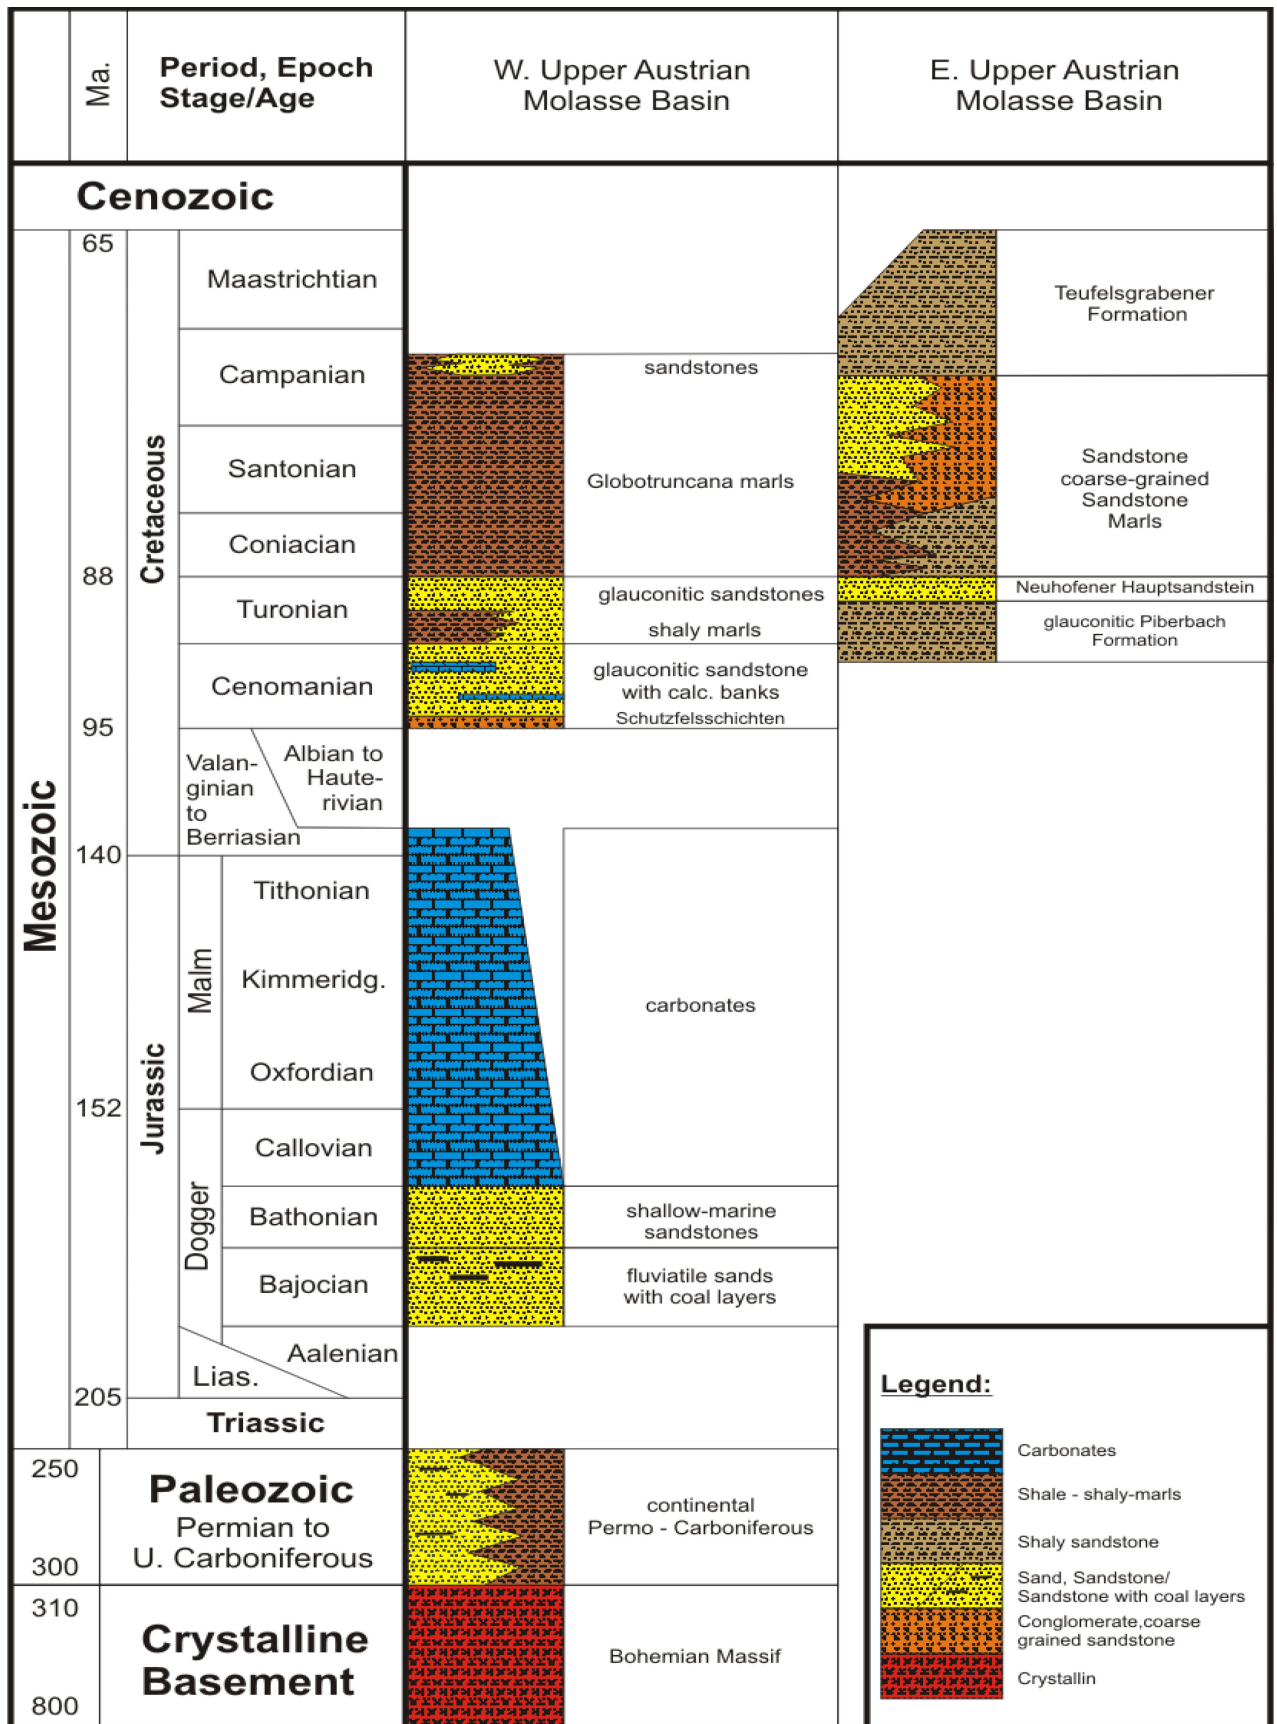 Ma.
Period, Epoch
Stage/Age
W. Upper Austrian
Molasse Basin
E. Upper Austrian
Molasse Basin
Cenozoic
Mesozoic
65
88
95
140
152
205
Cretaceous
Maastrichtian
Campanian
Santonian
Coniacian
Turonian
Cenomanian
Valan-
ginian
to
Berriasian
Albian to
Haute-
rivian
Jurassic
Malm
Tithonian
Kimmeridg.
Oxfordian
Dogger
Callovian
Bathonian
Bajocian
Aalenian
Lias.
Triassic
250
300
Paleozoic
Permian to
U. Carboniferous
310
800
Crystalline
Basement
sandstones
Globotruncana marls
glauconitic sandstones
shaly marls
glauconitic sandstone
with calc. banks
Schutzfelsschichten
carbonates
shallow-marine
sandstones
fluviatile sands
with coal layers
continental
Permo - Carboniferous
Bohemian Massif
Teufelsgrabener
Formation
Sandstone
coarse-grained
Sandstone
Marls
Neuhofener Hauptsandstein
glauconitic Piberbach
Formation
Legend:
Carbonates
Shale - shaly-marls
Shaly sandstone
Sand, Sandstone/
Sandstone with coal layers
Conglomerate,coarse
grained sandstone
Crystallin